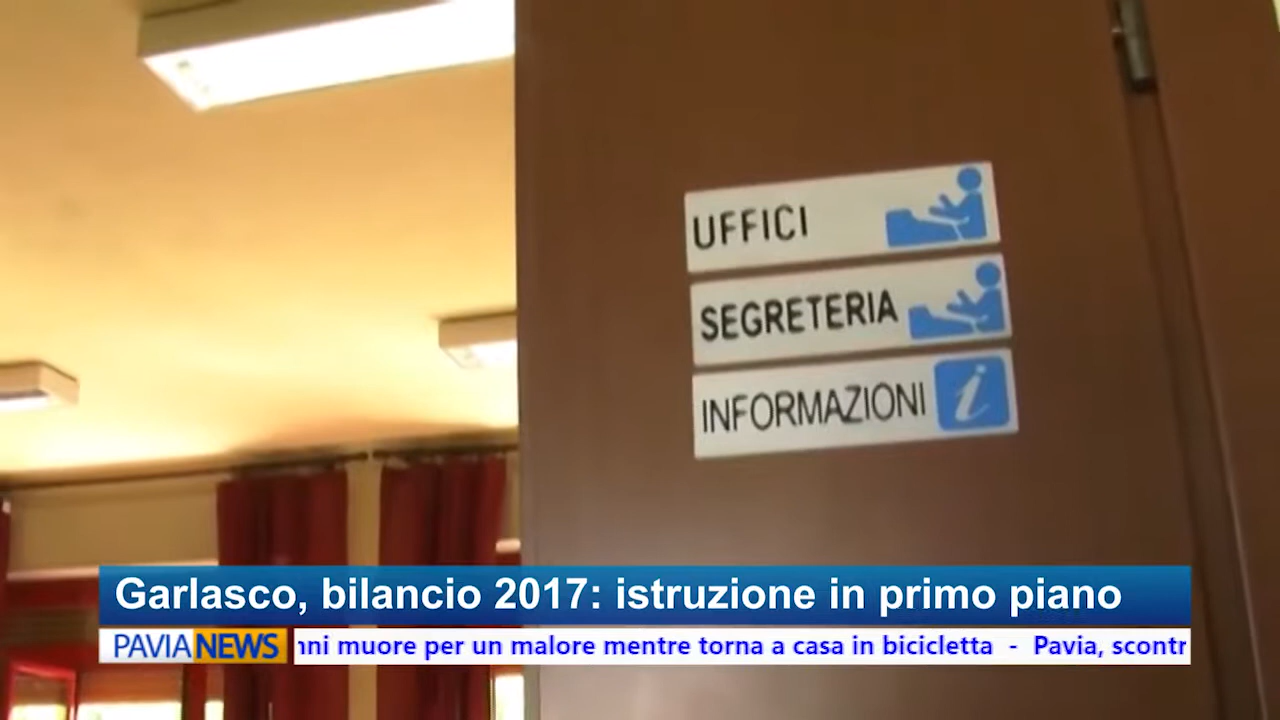 UFFICI
SEGRETERIA
INFORMAZIONI i
Garlasco, bilancio 2017: istruzione in primo piano
PAVIANEWS
muore per un malore mentre torna a casa in bicicletta - Pavia,